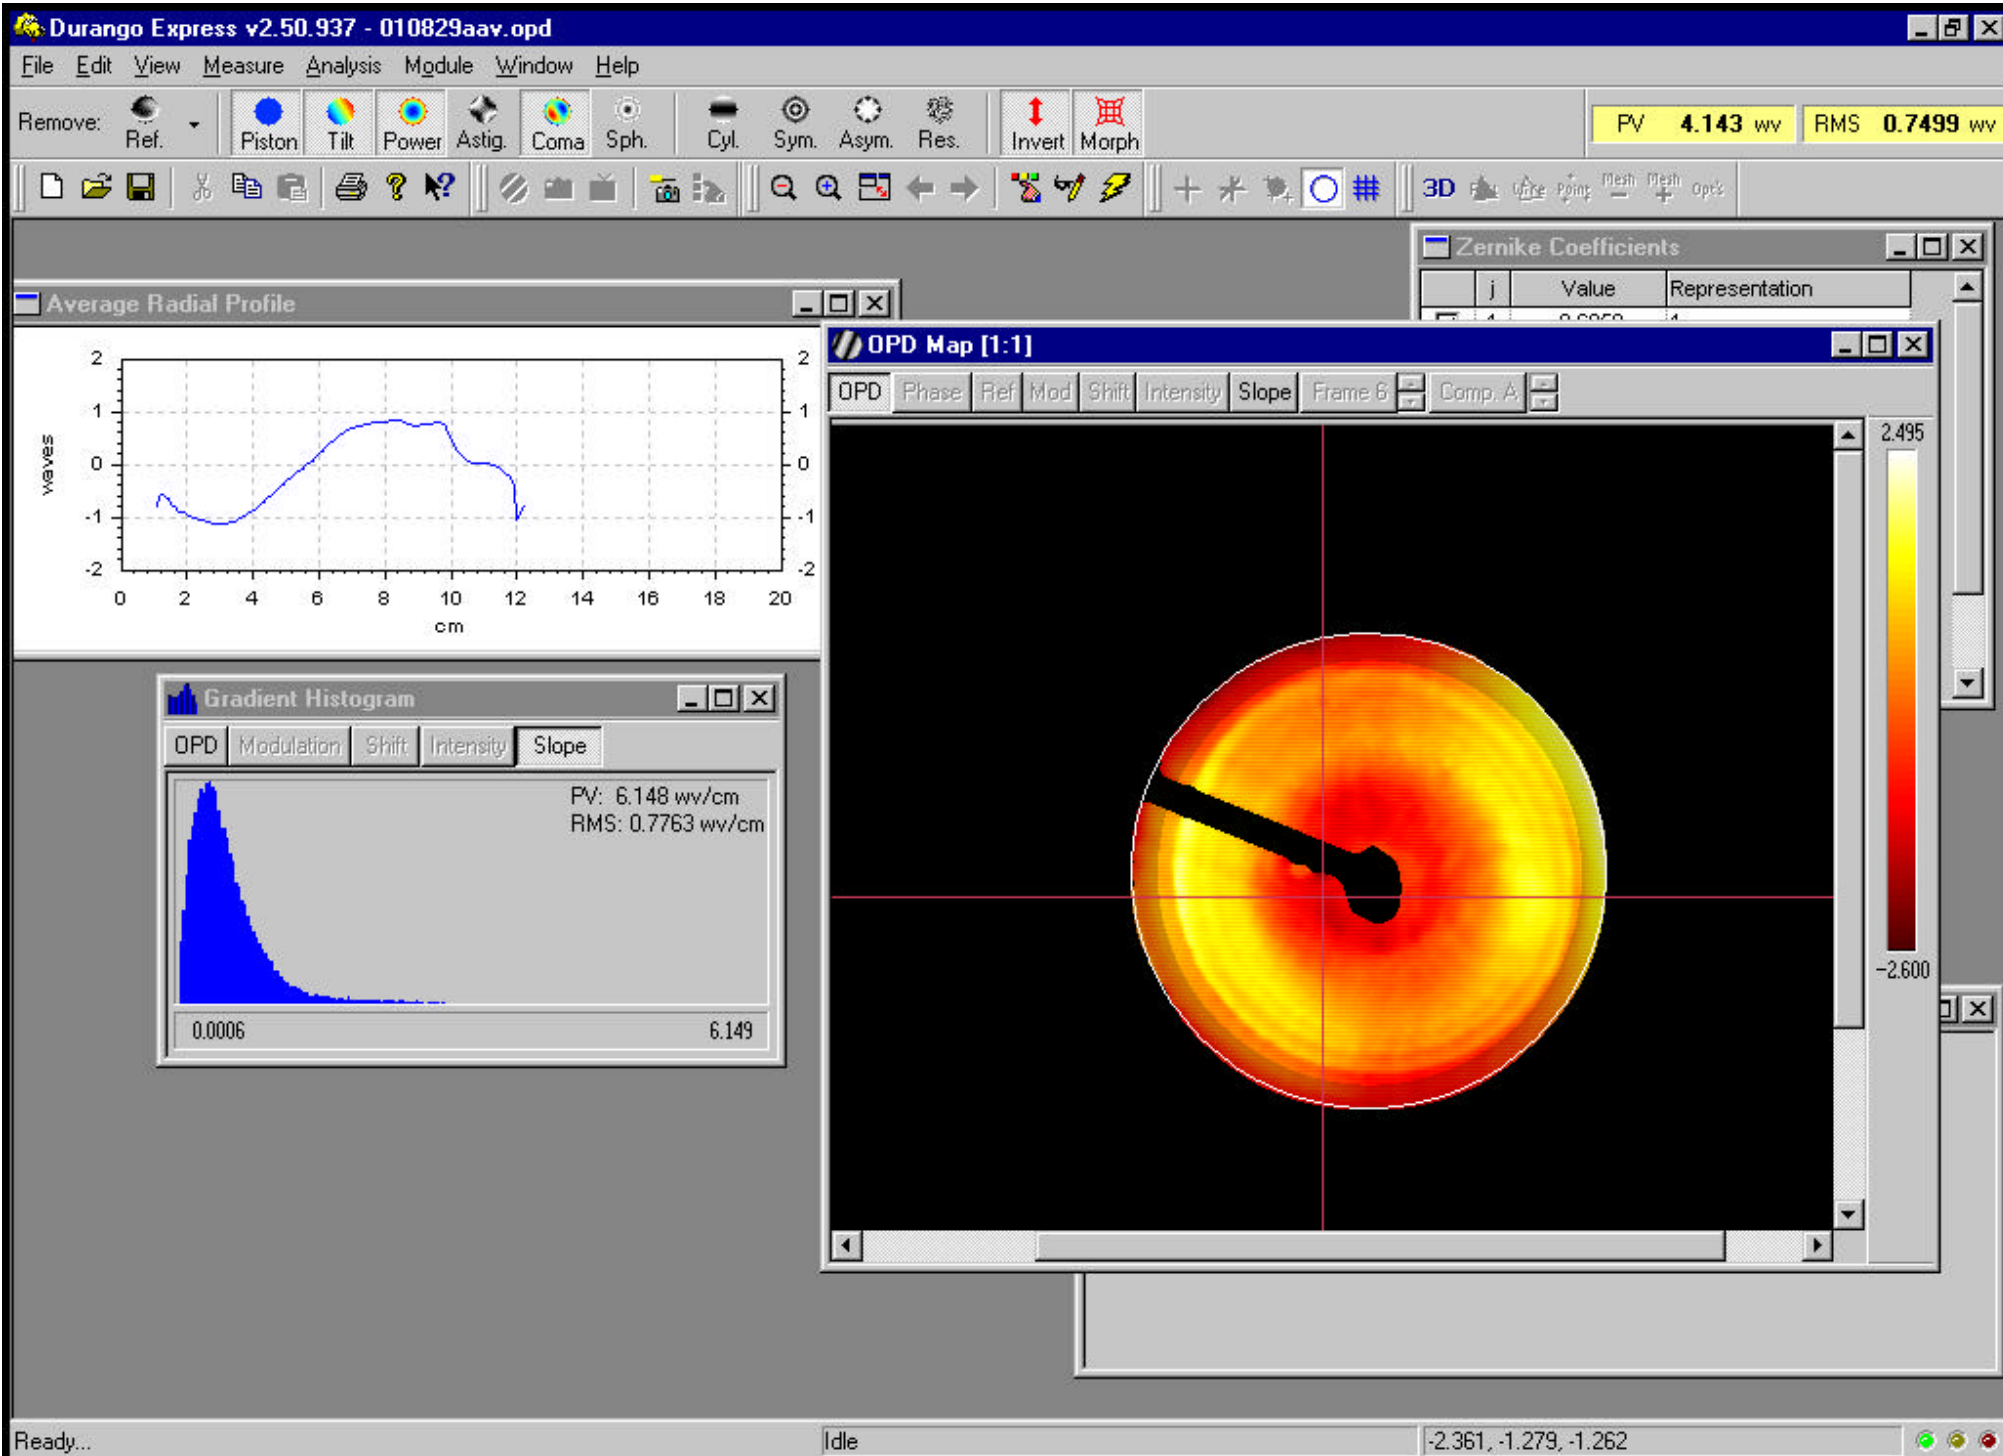 Durango Express v2.50.937 - 010829aav.opd
File Edit View Measure Analysis Module Window Help
Remove: Ref. Piston Tilt Power Astig. Coma Sph. Cyl. Sym. Asym. Res. Invert Morph
PV 4.143 wv RMS 0.7499 wv
3D Wire Point Mesh Mesh Opt's
Zernike Coefficients
j Value Representation
Average Radial Profile
2 2
1 1
0 0
-1 -1
-2 -2
waves
0 2 4 6 8 10 12 14 16 18 20
cm
OPD Map [1:1]
OPD Phase Ref Mod Shift Intensity Slope Frame 6 Comp. A
2.495
-2.600
Gradient Histogram
OPD Modulation Shift Intensity Slope
PV: 6.148 wv/cm
RMS: 0.7763 wv/cm
0.0006 6.149
Ready... Idle -2.361, -1.279, -1.262